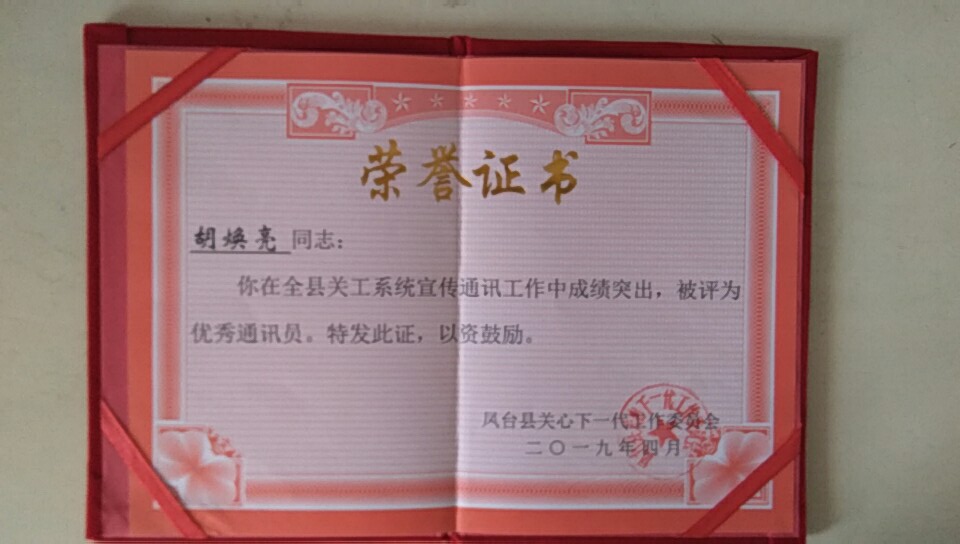 荣誉证书
胡焕亮 同志：
你在全县关工系统宣传通讯工作中成绩突出，被评为
优秀通讯员。特发此证，以资鼓励。
凤台县关心下一代工作委员会
二〇一九年四月